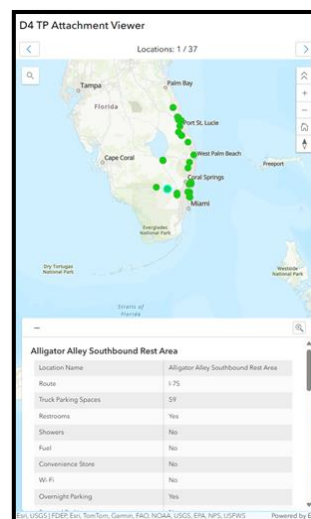 D4 TP Attachment Viewer
Locations: 1 / 37
Tampa
Palm Bay
Florida
Port St. Lucie
Cape Coral
West Palm Beach
Freeport
Coral Springs
Miami
Everglades
National Park
Dry Tortugas
National Park
Westside
National Park
Straits of
Florida
Alligator Alley Southbound Rest Area
Location Name Alligator Alley Southbound Rest Area
Route I-75
Truck Parking Spaces 59
Restrooms Yes
Showers No
Fuel No
Convenience Store No
Wi-Fi No
Overnight Parking Yes
Esri, USGS | FDEP, Esri, TomTom, Garmin, FAO, NOAA, USGS, EPA, NPS, USFWS Powered by E